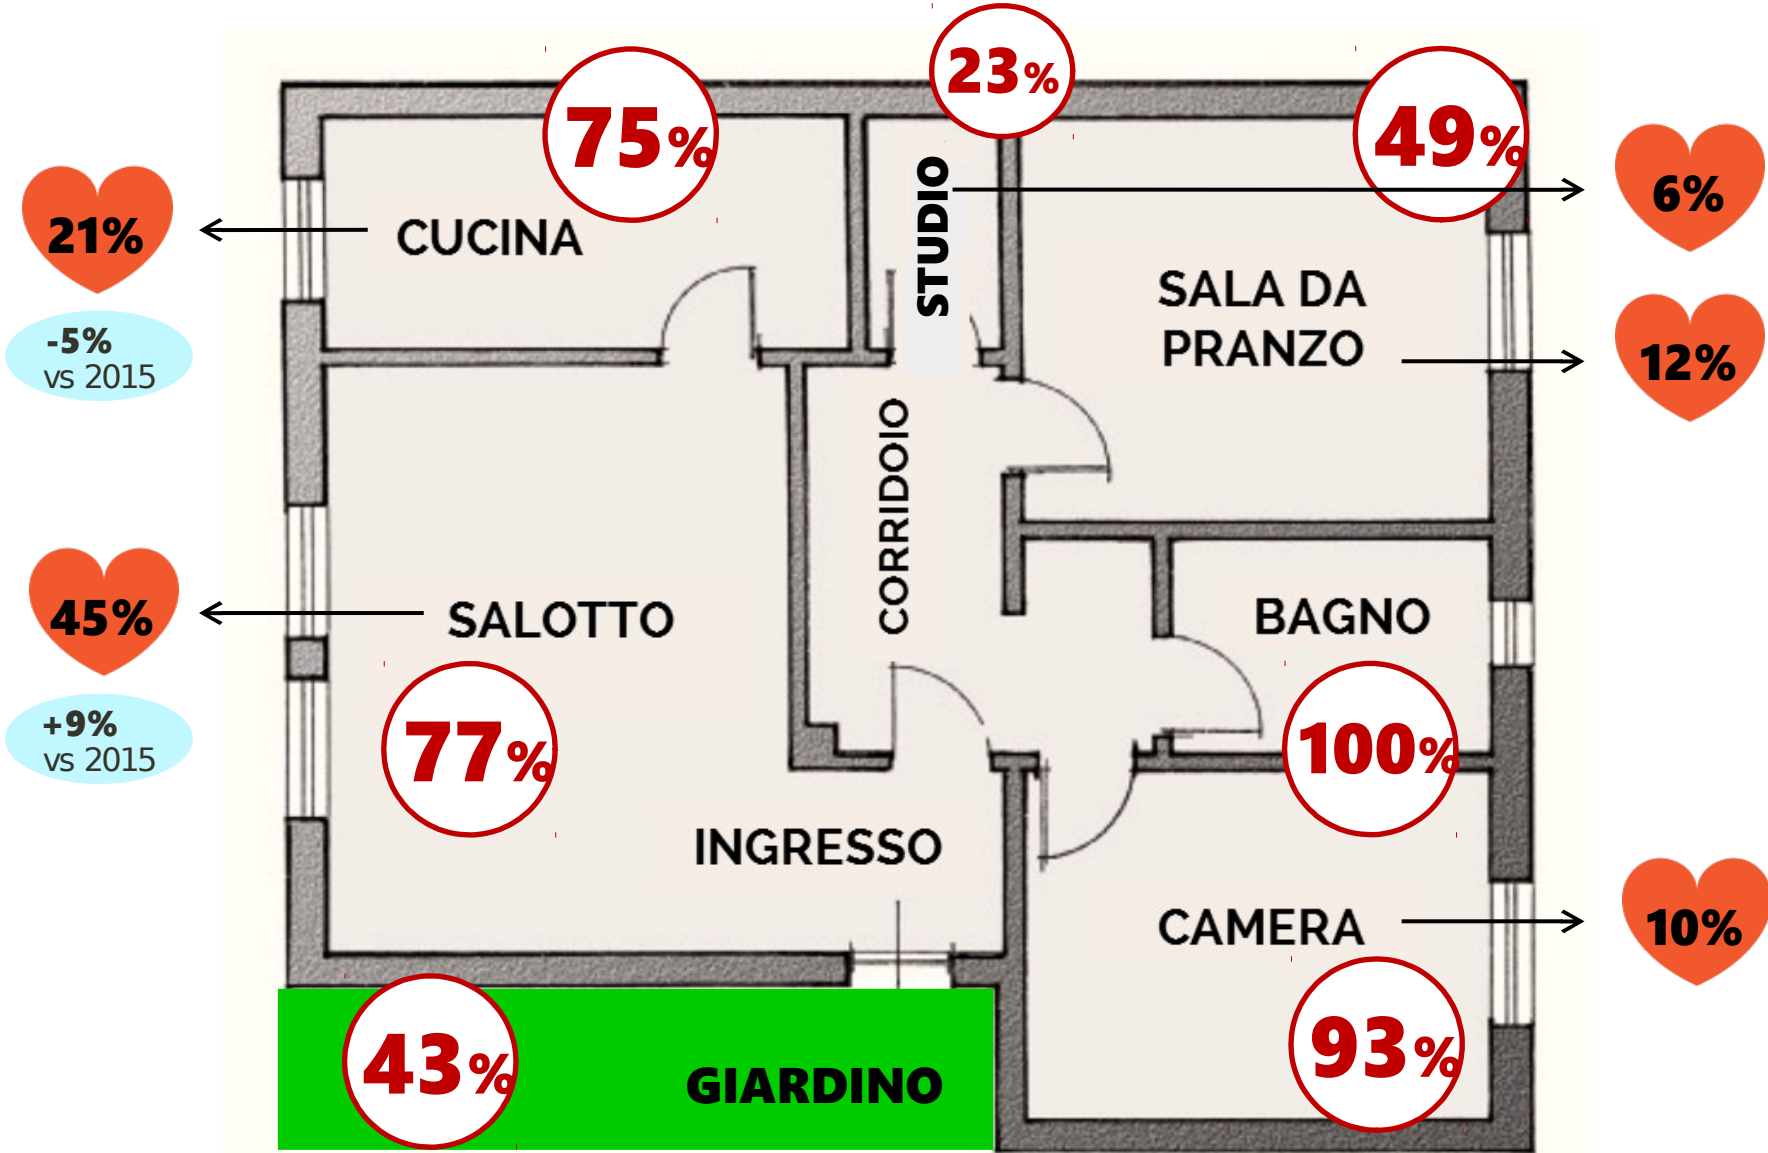 23%
75%
49%
STUDIO
6%
21%
CUCINA
SALA DA
PRANZO
12%
-5%
vs 2015
CORRIDOIO
45%
SALOTTO
BAGNO
+9%
vs 2015
77%
100%
INGRESSO
CAMERA
10%
43%
GIARDINO
93%